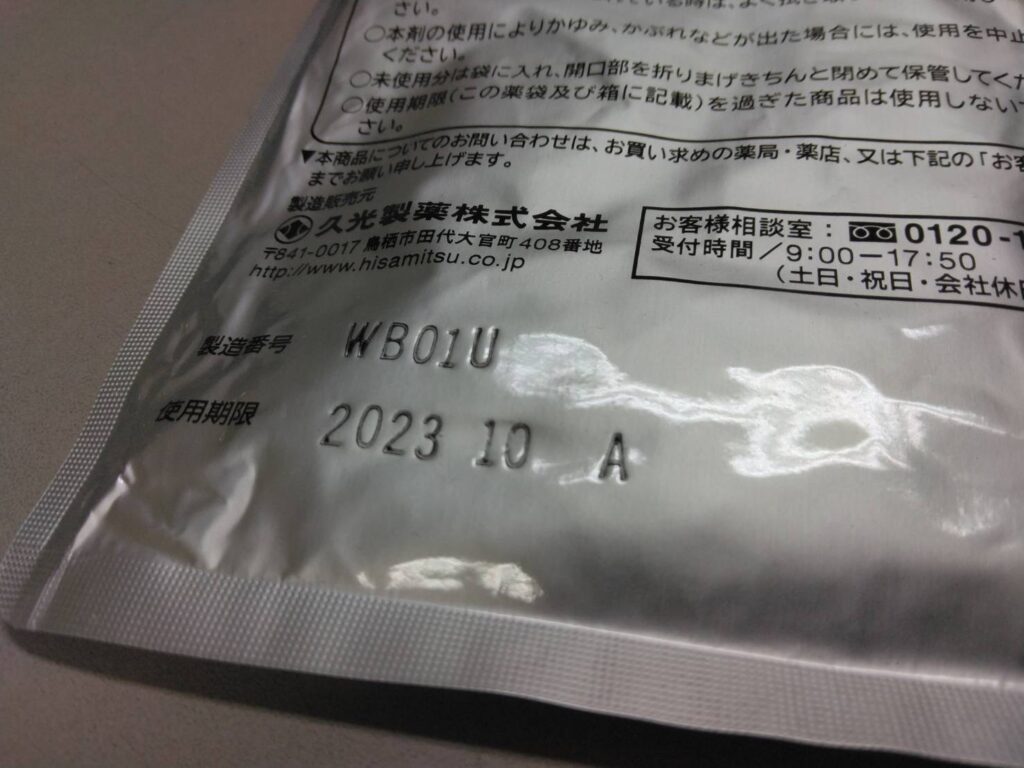 さい。
○本剤の使用によりかゆみ、かぶれなどが出た場合には、使用を中止
ください。
○未使用分は袋に入れ、開口部を折りまげきちんと閉めて保管してくだ
○使用期限(この薬袋及び箱に記載)を過ぎた商品は使用しないで
さい。
▼本商品についてのお問い合わせは、お買い求めの薬局・薬店、又は下記の「お客
までお願い申し上げます。
製造販売元
久光製薬株式会社
〒841-0017 鳥栖市田代大官町408番地
http://www.hisamitsu.co.jp
お客様相談室: 0120-1
受付時間/9:00-17:50
(土日・祝日・会社休日
製造番号 WB01U
使用期限 2023 10 A